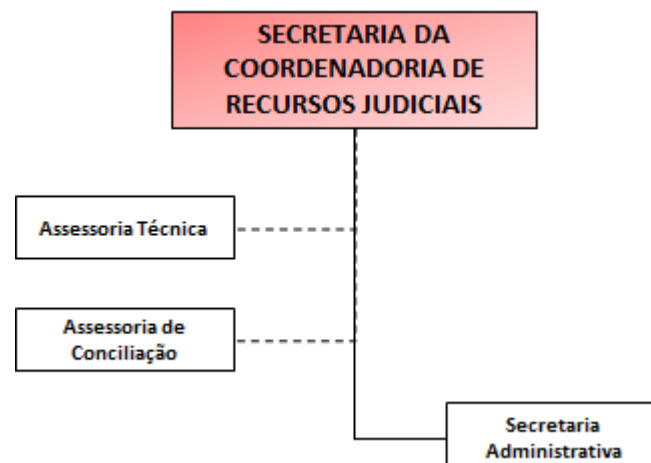 SECRETARIA DA
COORDENADORIA DE
RECURSOS JUDICIAIS
Assessoria Técnica
Assessoria de
Conciliação
Secretaria
Administrativa